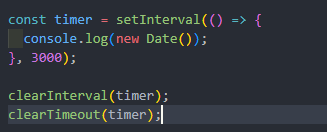 const timer = setInterval(() => {
  console.log(new Date());
}, 3000);

clearInterval(timer);
clearTimeout(timer);